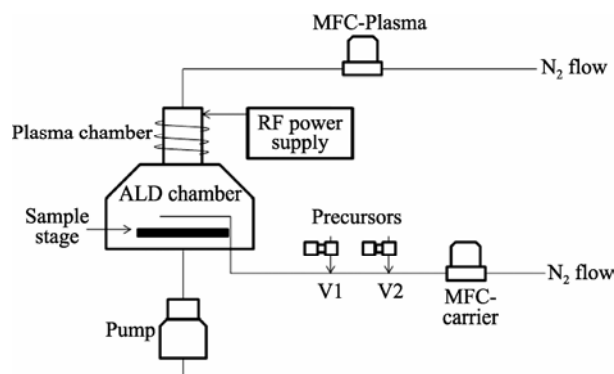 MFC-Plasma
N₂ flow
Plasma chamber
RF power
supply
ALD chamber
Sample
stage
Precursors
V1
V2
N₂ flow
MFC-
carrier
Pump